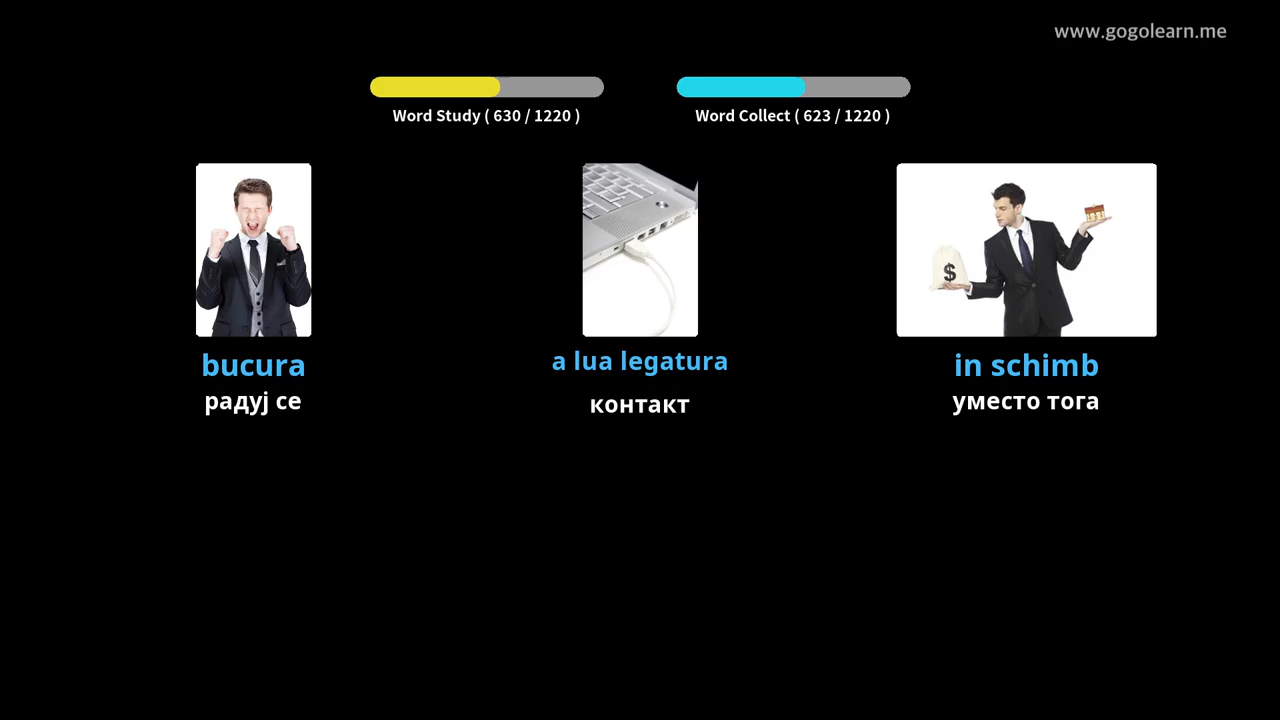 www.gogolearn.me
Word Study ( 630 / 1220 )
Word Collect ( 623 / 1220 )
$
bucura
a lua legatura
in schimb
радуј се
контакт
уместо тога